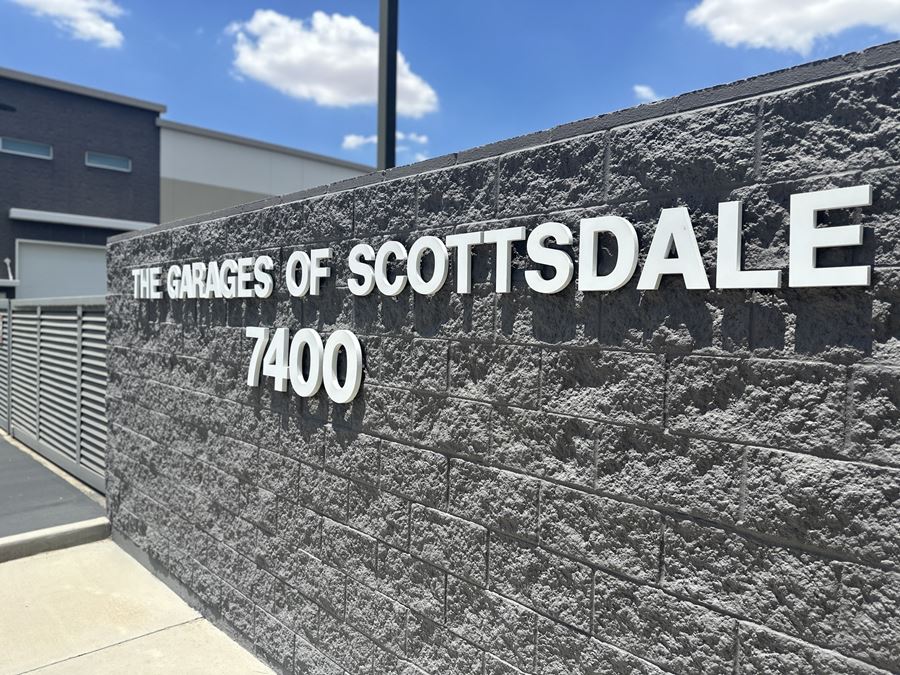 THE GARAGES OF SCOTTSDALE
7400